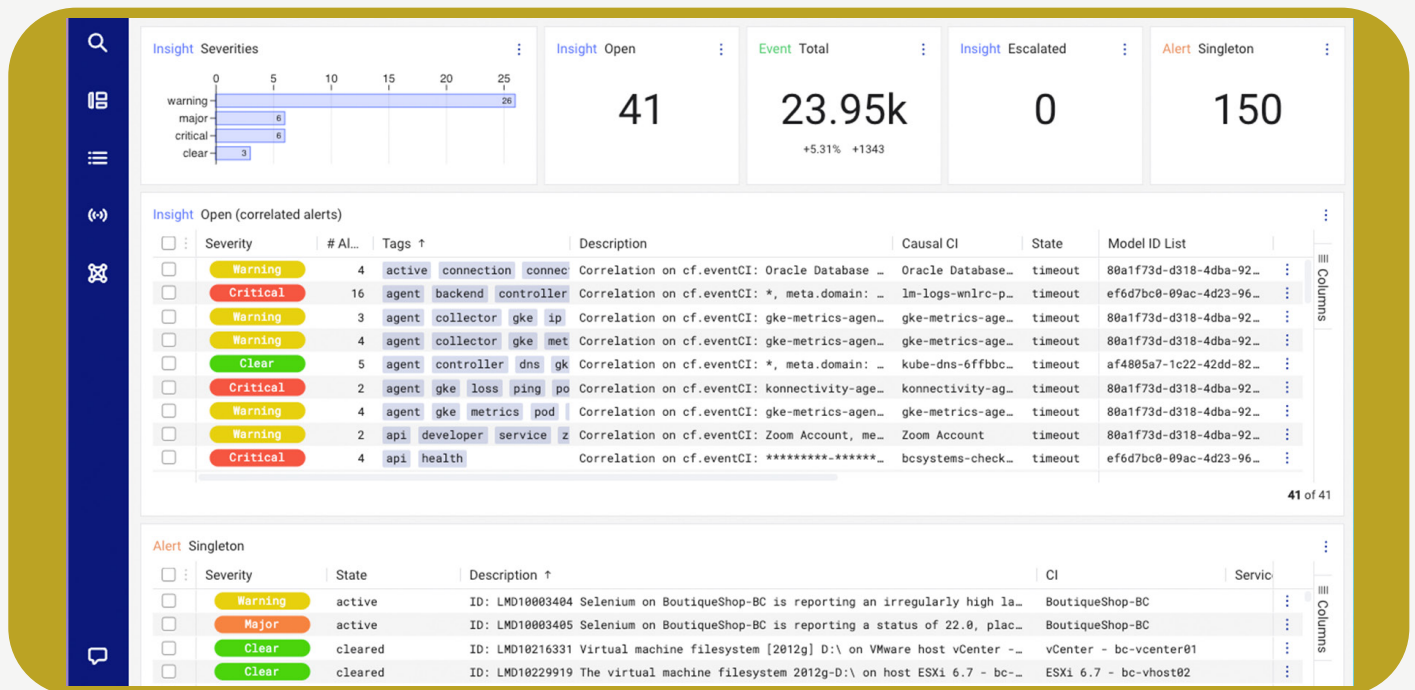 Insight Severities
0 5 10 15 20 25
warning 26
major 6
critical 6
clear 3
Insight Open
41
Event Total
23.95k
+5.31% +1343
Insight Escalated
0
Alert Singleton
150
Insight Open (correlated alerts)
Severity # Al... Tags ↑ Description Causal CI State Model ID List
Warning 4 active connection connec Correlation on cf.eventCI: Oracle Database … Oracle Database… timeout 80a1f73d-d318-4dba-92…
Critical 16 agent backend controller Correlation on cf.eventCI: *, meta.domain: … lm-logs-wnlrc-p… timeout ef6d7bc0-09ac-4d23-96…
Warning 3 agent collector gke ip Correlation on cf.eventCI: gke-metrics-agen… gke-metrics-age… timeout 80a1f73d-d318-4dba-92…
Warning 4 agent collector gke met Correlation on cf.eventCI: gke-metrics-agen… gke-metrics-age… timeout 80a1f73d-d318-4dba-92…
Clear 5 agent controller dns gk Correlation on cf.eventCI: *, meta.domain: … kube-dns-6ffbbc… timeout af4805a7-1c22-42dd-82…
Critical 2 agent gke loss ping po Correlation on cf.eventCI: konnectivity-age… konnectivity-ag… timeout 80a1f73d-d318-4dba-92…
Warning 4 agent gke metrics pod Correlation on cf.eventCI: gke-metrics-agen… gke-metrics-age… timeout 80a1f73d-d318-4dba-92…
Warning 2 api developer service z Correlation on cf.eventCI: Zoom Account, me… Zoom Account timeout 80a1f73d-d318-4dba-92…
Critical 4 api health Correlation on cf.eventCI: *********-******… bcsystems-check… timeout ef6d7bc0-09ac-4d23-96…
Columns
41 of 41
Alert Singleton
Severity State Description ↑ CI Servic
Warning active ID: LMD10003404 Selenium on BoutiqueShop-BC is reporting an irregularly high la… BoutiqueShop-BC
Major active ID: LMD10003405 Selenium on BoutiqueShop-BC is reporting a status of 22.0, plac… BoutiqueShop-BC
Clear cleared ID: LMD10216331 Virtual machine filesystem [2012g] D:\ on VMware host vCenter -… vCenter - bc-vcenter01
Clear cleared ID: LMD10229919 The virtual machine filesystem 2012g-D:\ on host ESXi 6.7 - bc-… ESXi 6.7 - bc-vhost02
Columns